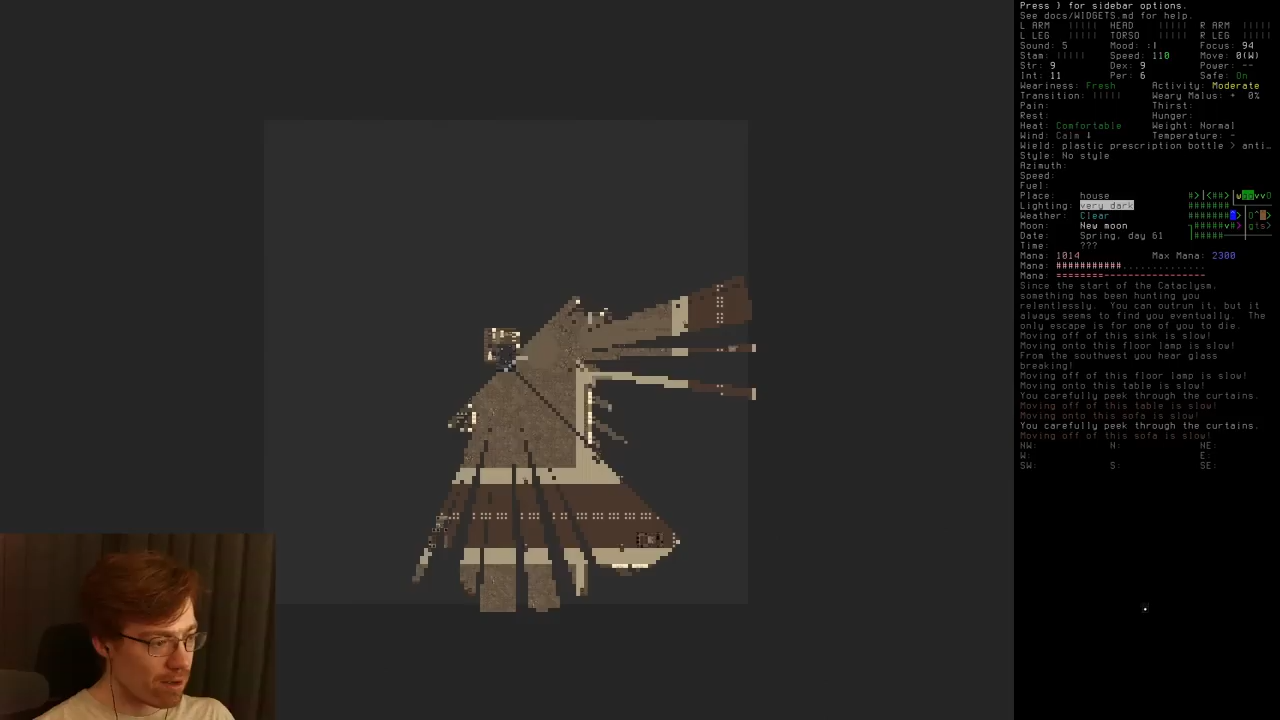 Press } for sidebar options.
See docs/WIDGETS.md for help.
L ARM ||||| HEAD ||||| R ARM |||||
L LEG ||||| TORSO ||||| R LEG |||||
Sound: 5 Mood: :| Focus: 94
Stam: ||||| Speed: 110 Move: 0(W)
Str: 9 Dex: 9 Power: --
Int: 11 Per: 6 Safe: On
Weariness: Fresh Activity: Moderate
Transition: ||||| Weary Malus: + 0%
Pain: Thirst:
Rest: Hunger:
Heat: Comfortable Weight: Normal
Wind: Calm ↓ Temperature: -
Wield: plastic prescription bottle > anti…
Style: No style
Azimuth:
Speed:
Fuel:
Place: house
Lighting: very dark
Weather: Clear
Moon: New moon
Date: Spring, day 61
Time: ???
Mana: 1014 Max Mana: 2300
Mana: ###########..............
Mana: ========-----------------
Since the start of the Cataclysm,
something has been hunting you
relentlessly. You can outrun it, but it
always seems to find you eventually. The
only escape is for one of you to die.
Moving off of this sink is slow!
Moving onto this floor lamp is slow!
From the southwest you hear glass
breaking!
Moving off of this floor lamp is slow!
Moving onto this table is slow!
You carefully peek through the curtains.
Moving off of this table is slow!
Moving onto this sofa is slow!
You carefully peek through the curtains.
Moving off of this sofa is slow!
NW: N: NE:
W: E:
SW: S: SE: